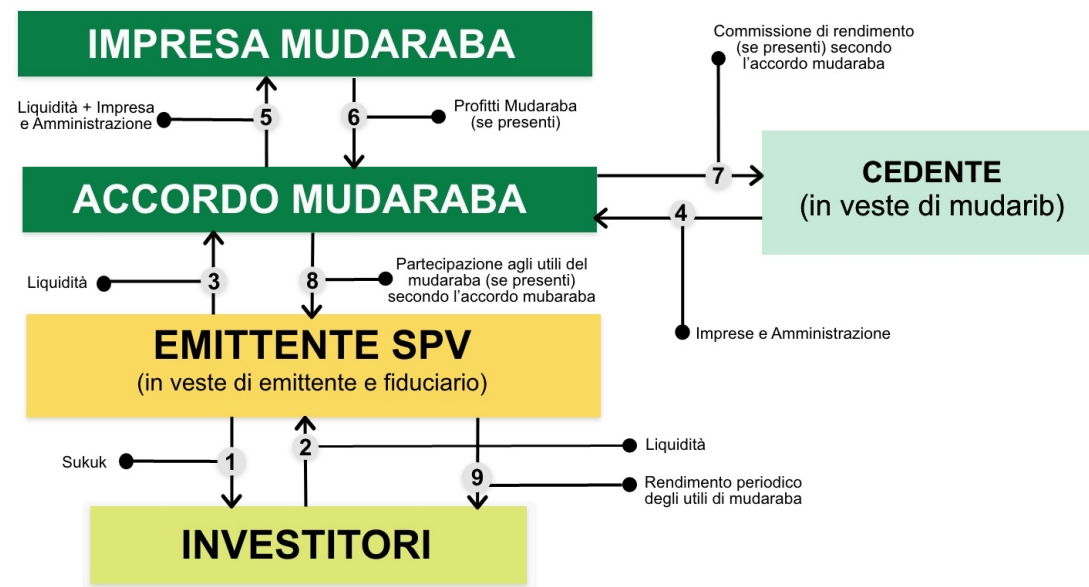 IMPRESA MUDARABA
Commissione di rendimento
(se presenti) secondo
l'accordo mudaraba
Liquidità + Impresa
e Amministrazione
5
6
Profitti Mudaraba
(se presenti)
ACCORDO MUDARABA
7
4
CEDENTE
(in veste di mudarib)
Liquidità
3
8
Partecipazione agli utili del
mudaraba (se presenti)
secondo l'accordo mubaraba
Imprese e Amministrazione
EMITTENTE SPV
(in veste di emittente e fiduciario)
Sukuk
1
2
Liquidità
9
Rendimento periodico
degli utili di mudaraba
INVESTITORI